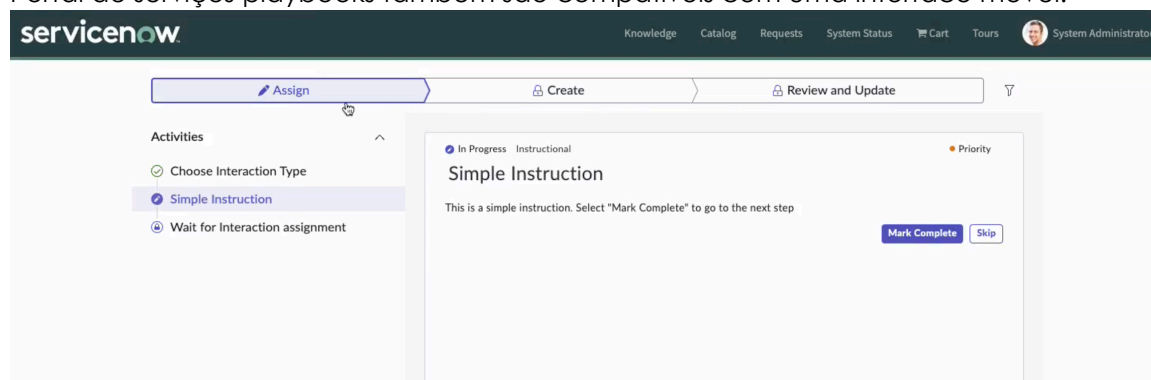 Portal de serviços playbooks também são compatíveis com uma interface móvel.
servicenow
Knowledge Catalog Requests System Status Cart Tours System Administrator
Assign Create Review and Update
Activities
Choose Interaction Type
Simple Instruction
Wait for Interaction assignment
In Progress Instructional Priority
Simple Instruction
This is a simple instruction. Select "Mark Complete" to go to the next step
Mark Complete Skip